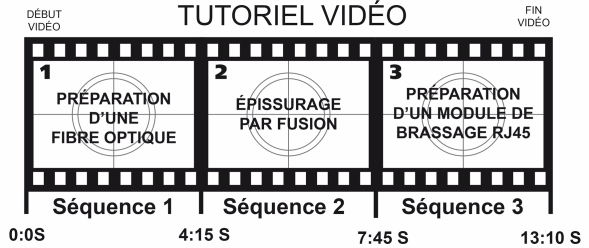 TUTORIEL VIDÉO
DÉBUT
VIDÉO
FIN
VIDÉO
1
PRÉPARATION
D'UNE
FIBRE OPTIQUE
2
ÉPISSURAGE
PAR FUSION
3
PRÉPARATION
D'UN MODULE DE
BRASSAGE RJ45
Séquence 1
Séquence 2
Séquence 3
0:0S
4:15 S
7:45 S
13:10 S